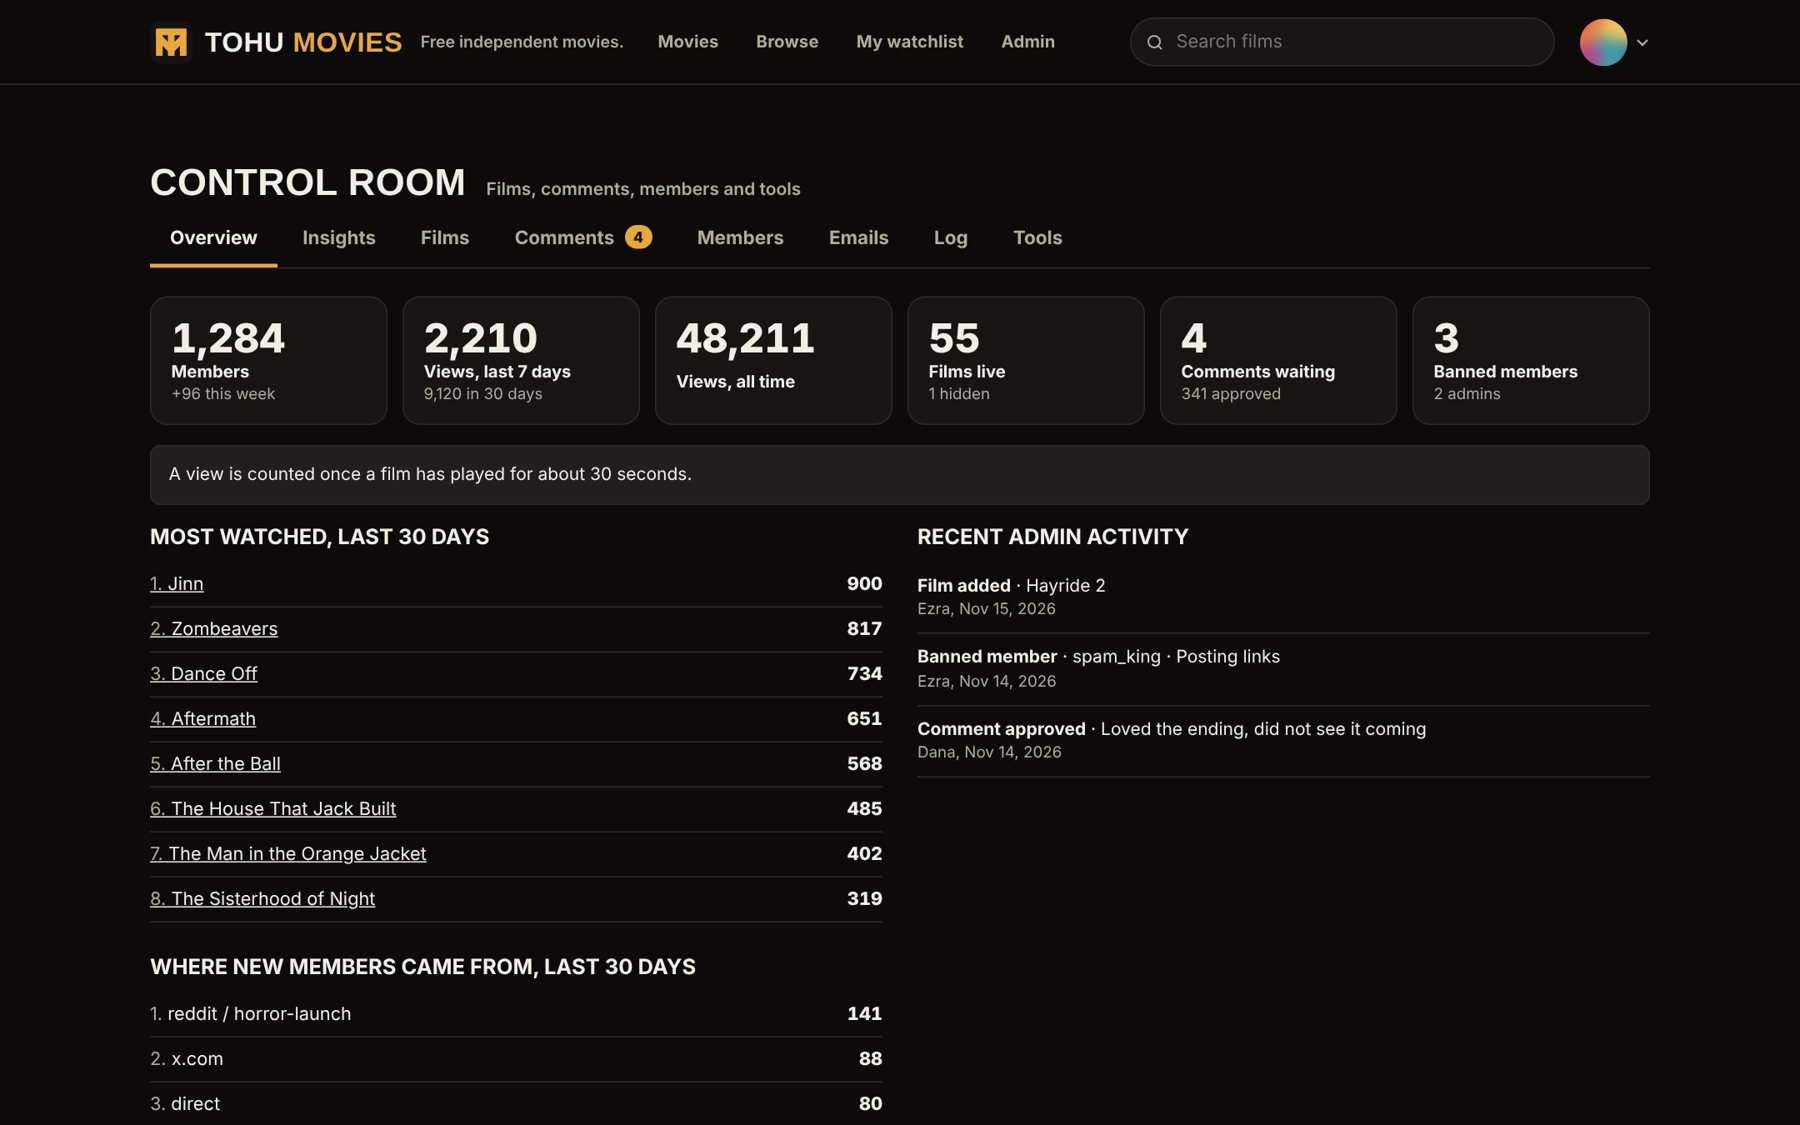 TOHU MOVIES Free independent movies. Movies Browse My watchlist Admin Search films
CONTROL ROOM Films, comments, members and tools
Overview Insights Films Comments 4 Members Emails Log Tools
1,284
Members
+96 this week
2,210
Views, last 7 days
9,120 in 30 days
48,211
Views, all time
55
Films live
1 hidden
4
Comments waiting
341 approved
3
Banned members
2 admins
A view is counted once a film has played for about 30 seconds.
MOST WATCHED, LAST 30 DAYS
1. Jinn 900
2. Zombeavers 817
3. Dance Off 734
4. Aftermath 651
5. After the Ball 568
6. The House That Jack Built 485
7. The Man in the Orange Jacket 402
8. The Sisterhood of Night 319
WHERE NEW MEMBERS CAME FROM, LAST 30 DAYS
1. reddit / horror-launch 141
2. x.com 88
3. direct 80
RECENT ADMIN ACTIVITY
Film added · Hayride 2
Ezra, Nov 15, 2026
Banned member · spam_king · Posting links
Ezra, Nov 14, 2026
Comment approved · Loved the ending, did not see it coming
Dana, Nov 14, 2026